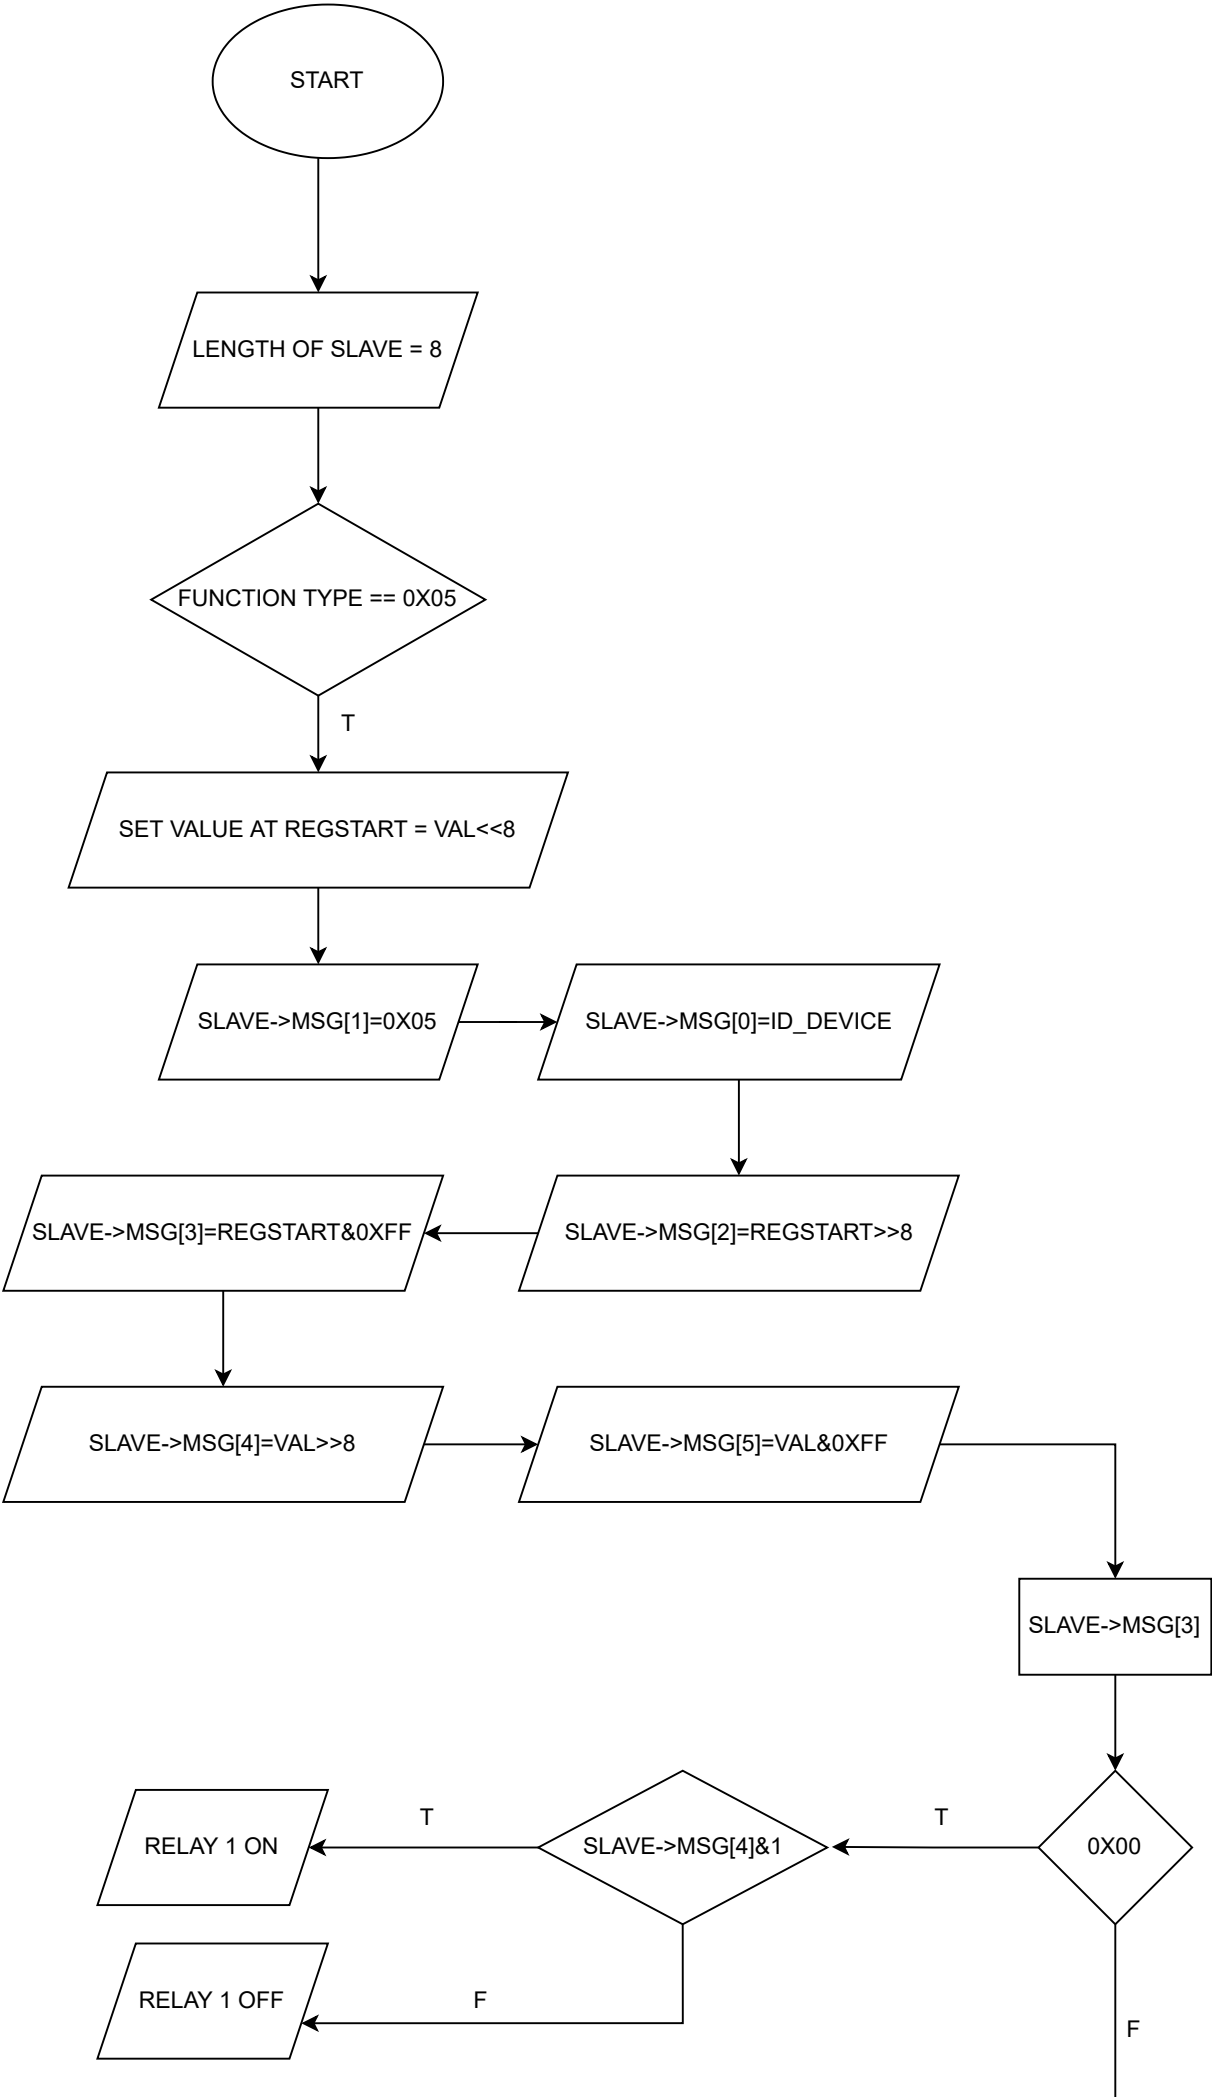 START
LENGTH OF SLAVE = 8
FUNCTION TYPE == 0X05
T
SET VALUE AT REGSTART = VAL<<8
SLAVE->MSG[1]=0X05
SLAVE->MSG[0]=ID_DEVICE
SLAVE->MSG[2]=REGSTART>>8
SLAVE->MSG[3]=REGSTART&0XFF
SLAVE->MSG[4]=VAL>>8
SLAVE->MSG[5]=VAL&0XFF
SLAVE->MSG[3]
0X00
T
SLAVE->MSG[4]&1
T
RELAY 1 ON
F
RELAY 1 OFF
F